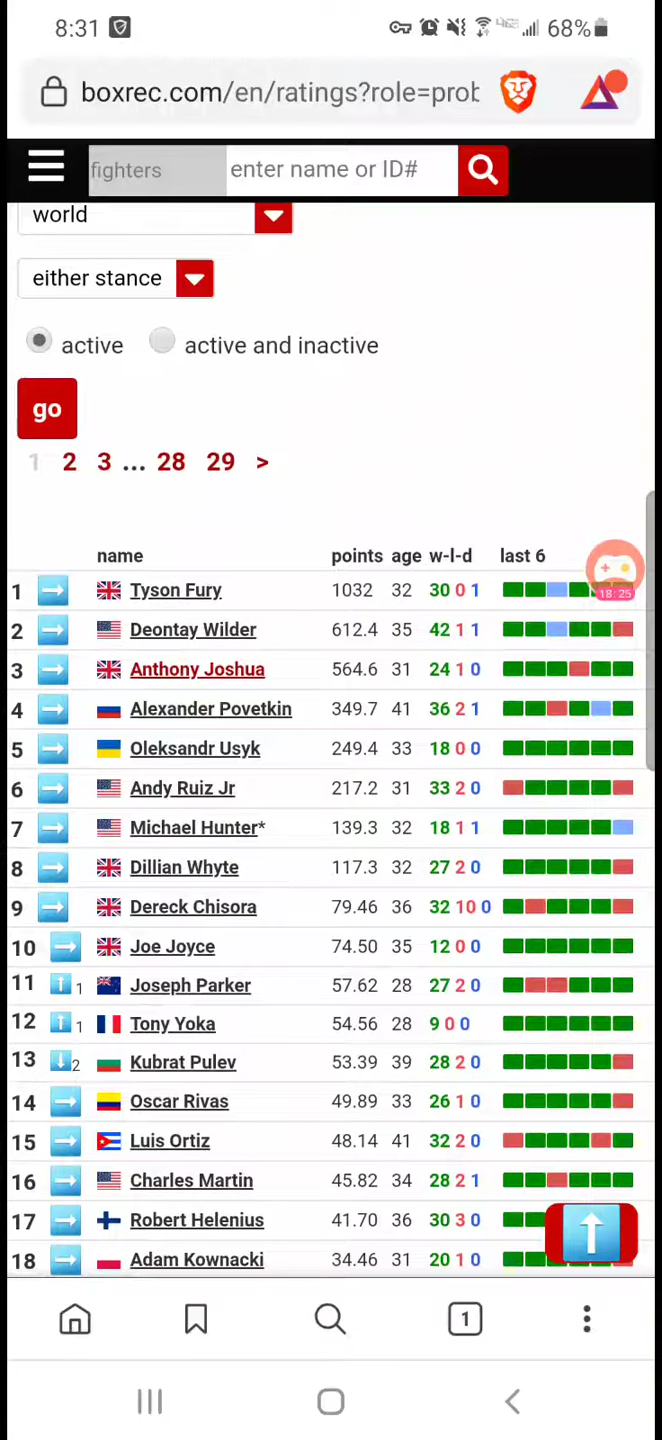 8:31 68%
boxrec.com/en/ratings?role=prob
fighters enter name or ID#
world
either stance
active active and inactive
go
1 2 3 ... 28 29 >
name points age w-l-d last 6
1 Tyson Fury 1032 32 30 0 1
18:25
2 Deontay Wilder 612.4 35 42 1 1
3 Anthony Joshua 564.6 31 24 1 0
4 Alexander Povetkin 349.7 41 36 2 1
5 Oleksandr Usyk 249.4 33 18 0 0
6 Andy Ruiz Jr 217.2 31 33 2 0
7 Michael Hunter* 139.3 32 18 1 1
8 Dillian Whyte 117.3 32 27 2 0
9 Dereck Chisora 79.46 36 32 10 0
10 Joe Joyce 74.50 35 12 0 0
11 1 Joseph Parker 57.62 28 27 2 0
12 1 Tony Yoka 54.56 28 9 0 0
13 2 Kubrat Pulev 53.39 39 28 2 0
14 Oscar Rivas 49.89 33 26 1 0
15 Luis Ortiz 48.14 41 32 2 0
16 Charles Martin 45.82 34 28 2 1
17 Robert Helenius 41.70 36 30 3 0
18 Adam Kownacki 34.46 31 20 1 0
1